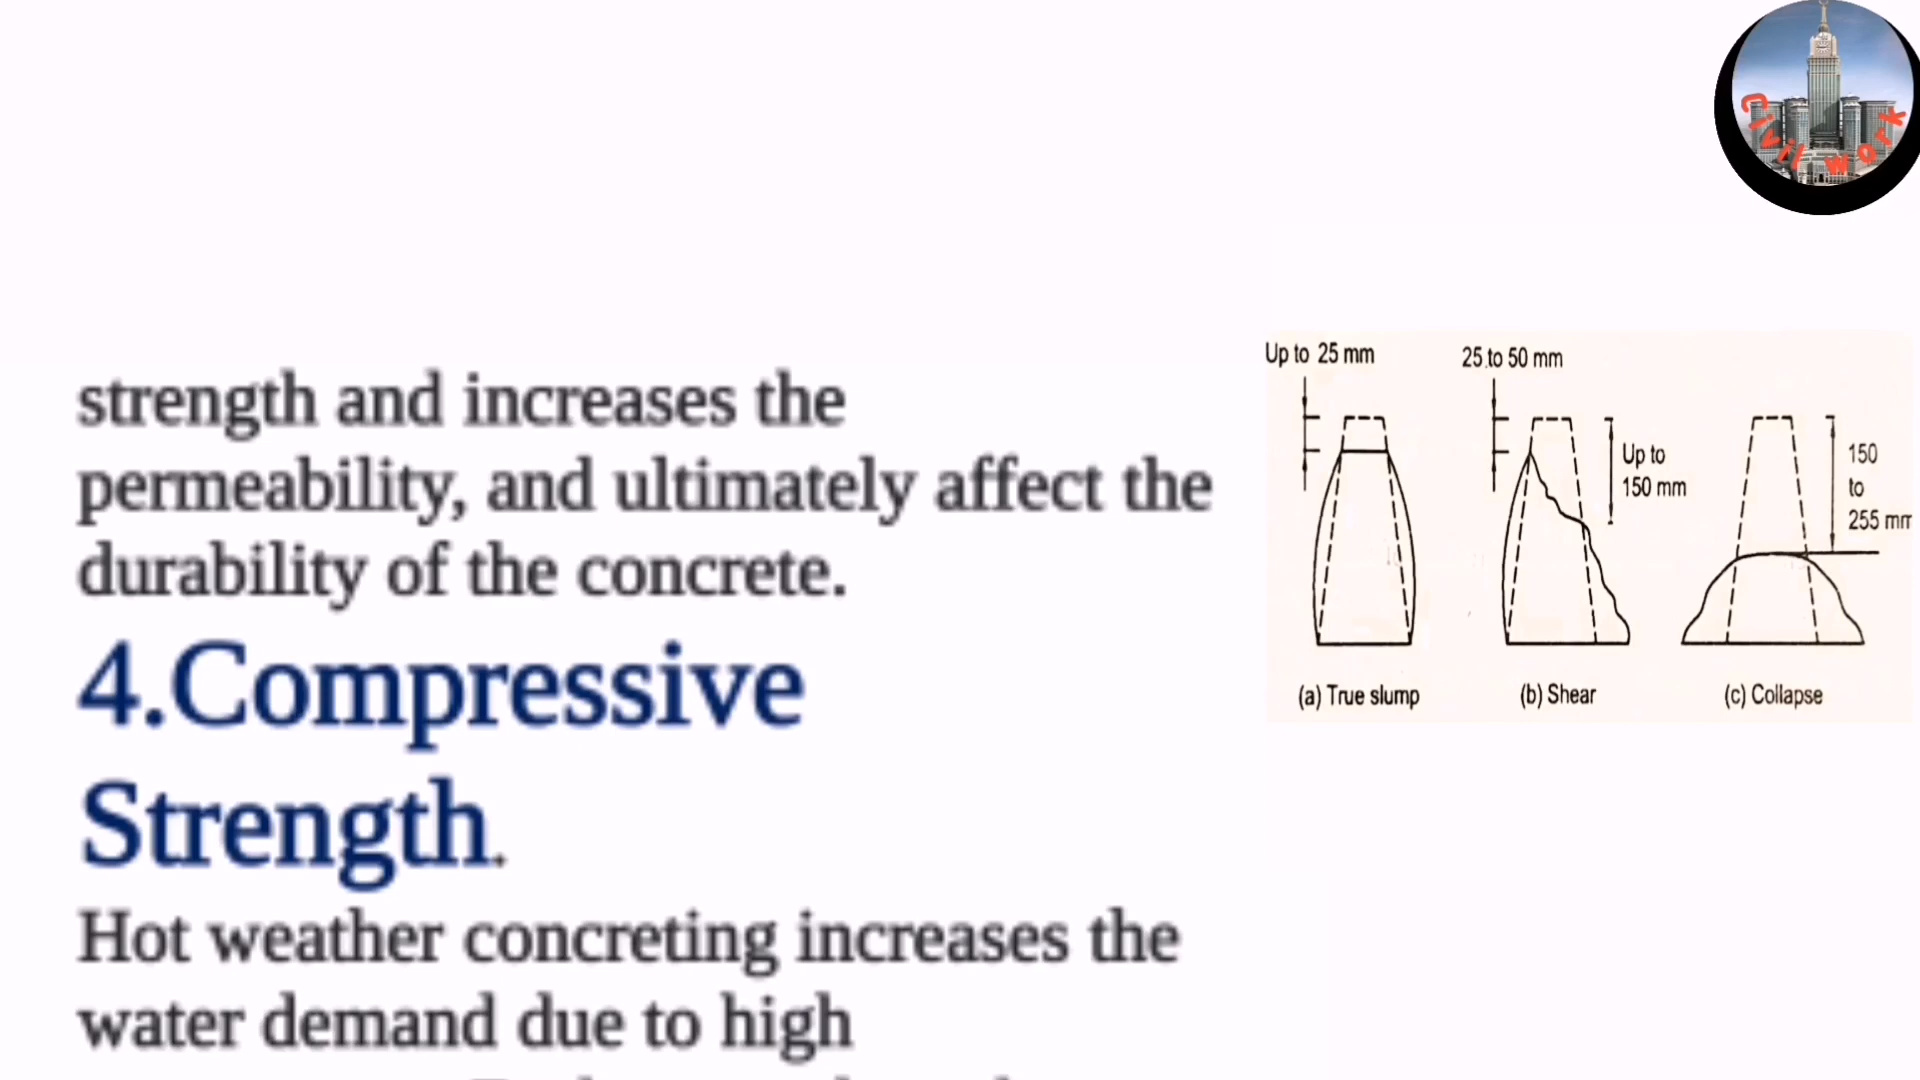 Civil work
strength and increases the
permeability, and ultimately affect the
durability of the concrete.
4.Compressive
Strength.
Hot weather concreting increases the
water demand due to high
Up to 25 mm
25 to 50 mm
Up to
150 mm
150
to
255 mm
(a) True slump
(b) Shear
(c) Collapse